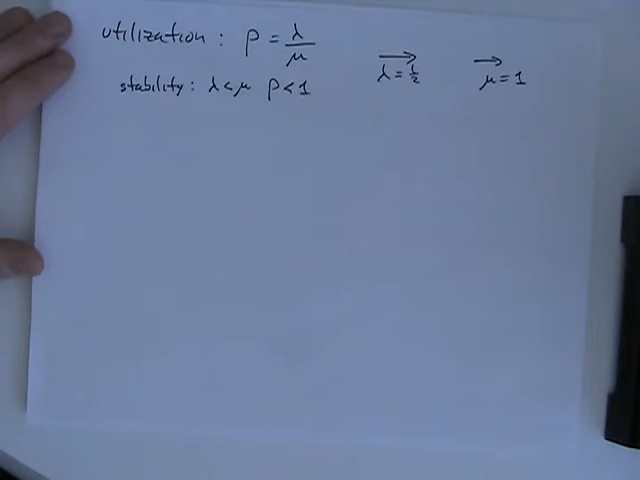 utilization: ρ = λ/μ
stability: λ < μ ρ < 1
λ = 1/2
μ = 1